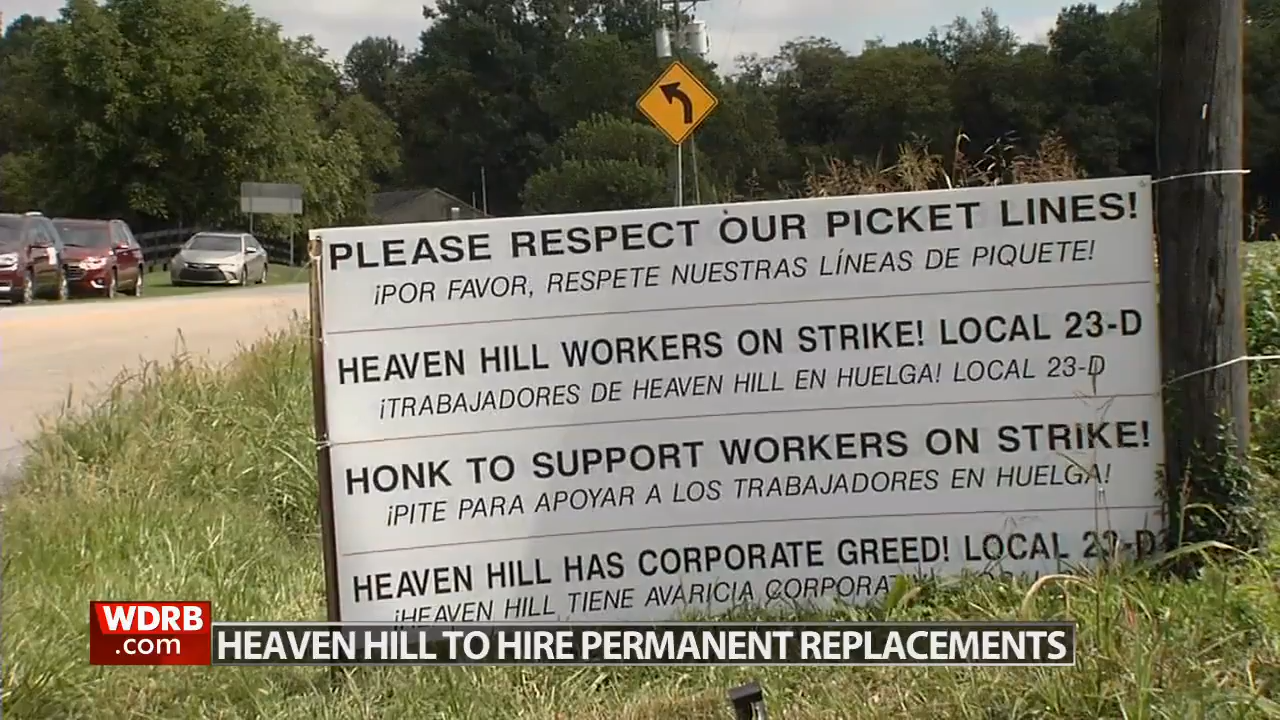 PLEASE RESPECT OUR PICKET LINES!
¡POR FAVOR, RESPETE NUESTRAS LÍNEAS DE PIQUETE!
HEAVEN HILL WORKERS ON STRIKE! LOCAL 23-D
¡TRABAJADORES DE HEAVEN HILL EN HUELGA! LOCAL 23-D
HONK TO SUPPORT WORKERS ON STRIKE!
¡PITE PARA APOYAR A LOS TRABAJADORES EN HUELGA!
HEAVEN HILL HAS CORPORATE GREED! LOCAL 23-D
¡HEAVEN HILL TIENE AVARICIA
WDRB
.com
HEAVEN HILL TO HIRE PERMANENT REPLACEMENTS